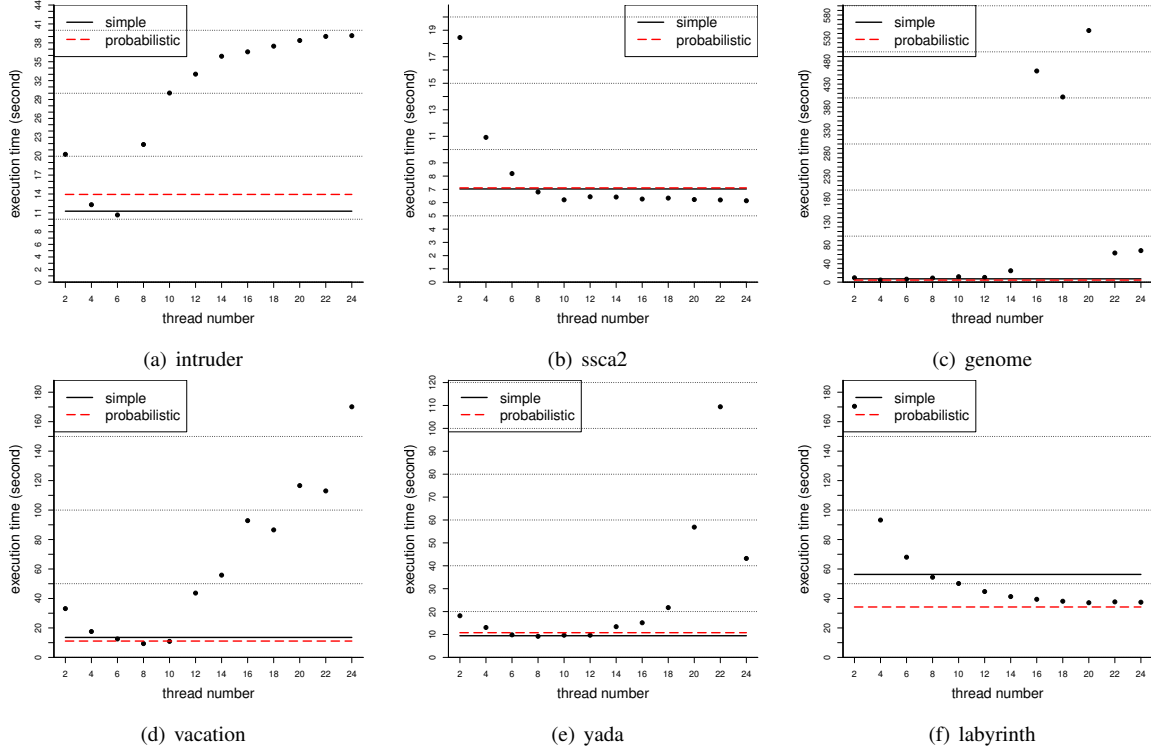 simple
probabilistic
execution time (second)
0 2 4 6 8 11 14 17 20 23 26 29 32 35 38 41 44
2 4 6 8 10 12 14 16 18 20 22 24
thread number
(a) intruder
simple
probabilistic
execution time (second)
0 1 2 3 4 5 6 7 8 9 11 13 15 17 19
2 4 6 8 10 12 14 16 18 20 22 24
thread number
(b) ssca2
simple
probabilistic
execution time (second)
0 40 80 130 180 230 280 330 380 430 480 530 580
2 4 6 8 10 12 14 16 18 20 22 24
thread number
(c) genome
simple
probabilistic
execution time (second)
0 20 40 60 80 100 120 140 160 180
2 4 6 8 10 12 14 16 18 20 22 24
thread number
(d) vacation
simple
probabilistic
execution time (second)
0 10 20 30 40 50 60 70 80 90 100 110 120
2 4 6 8 10 12 14 16 18 20 22 24
thread number
(e) yada
simple
probabilistic
execution time (second)
0 20 40 60 80 100 120 140 160 180
2 4 6 8 10 12 14 16 18 20 22 24
thread number
(f) labyrinth